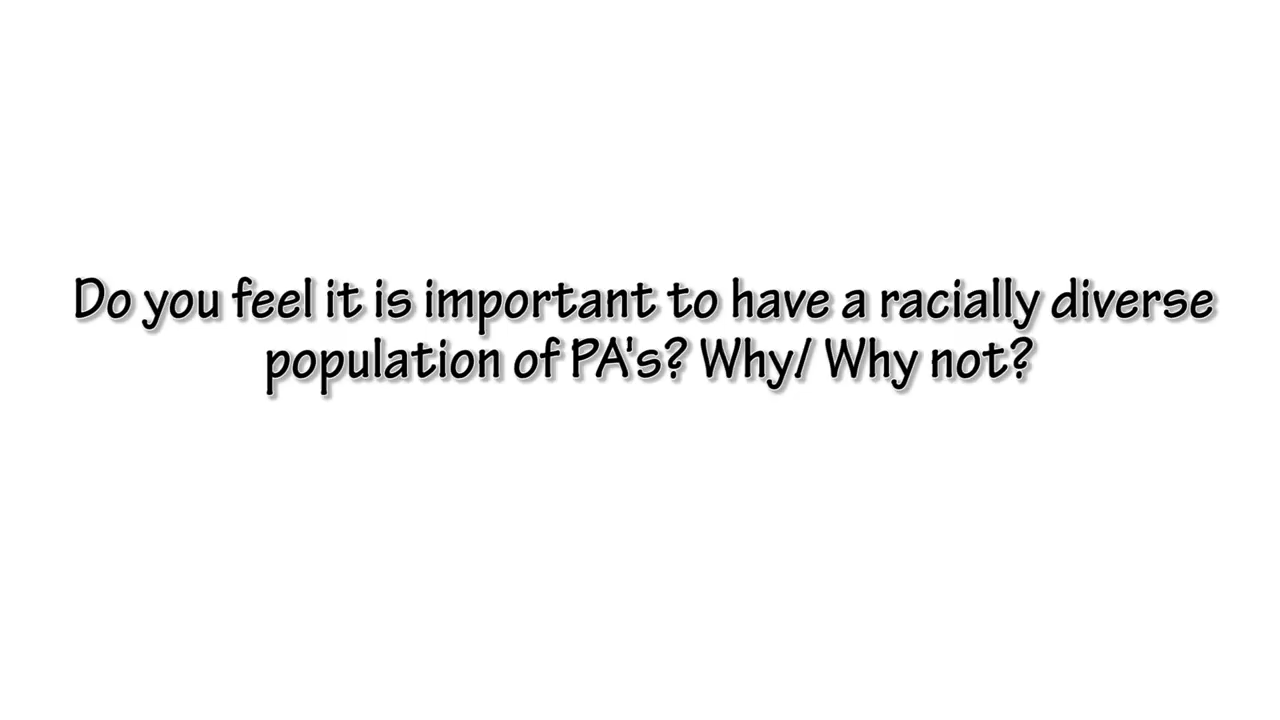 Do you feel it is important to have a racially diverse
population of PA's? Why/ Why not?